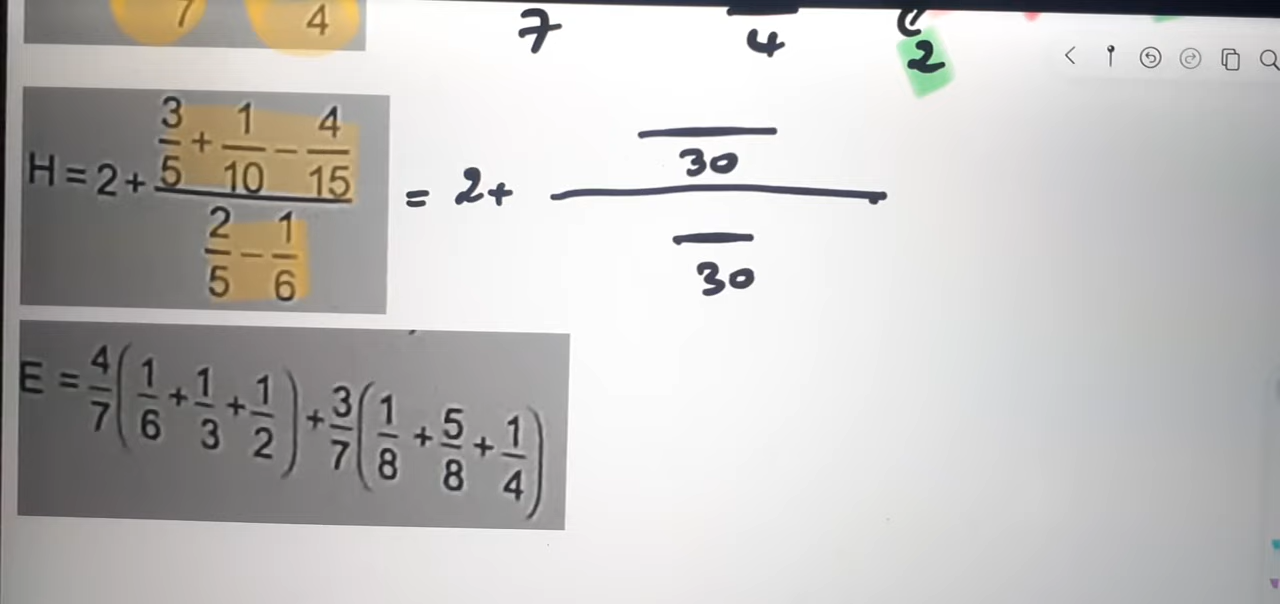 7 4 7 4 2
H = 2 + (3/5 + 1/10 - 4/15)/(2/5 - 1/6) = 2+ (/30)/(/30)
E = 4/7(1/6 + 1/3 + 1/2) + 3/7(1/8 + 5/8 + 1/4)